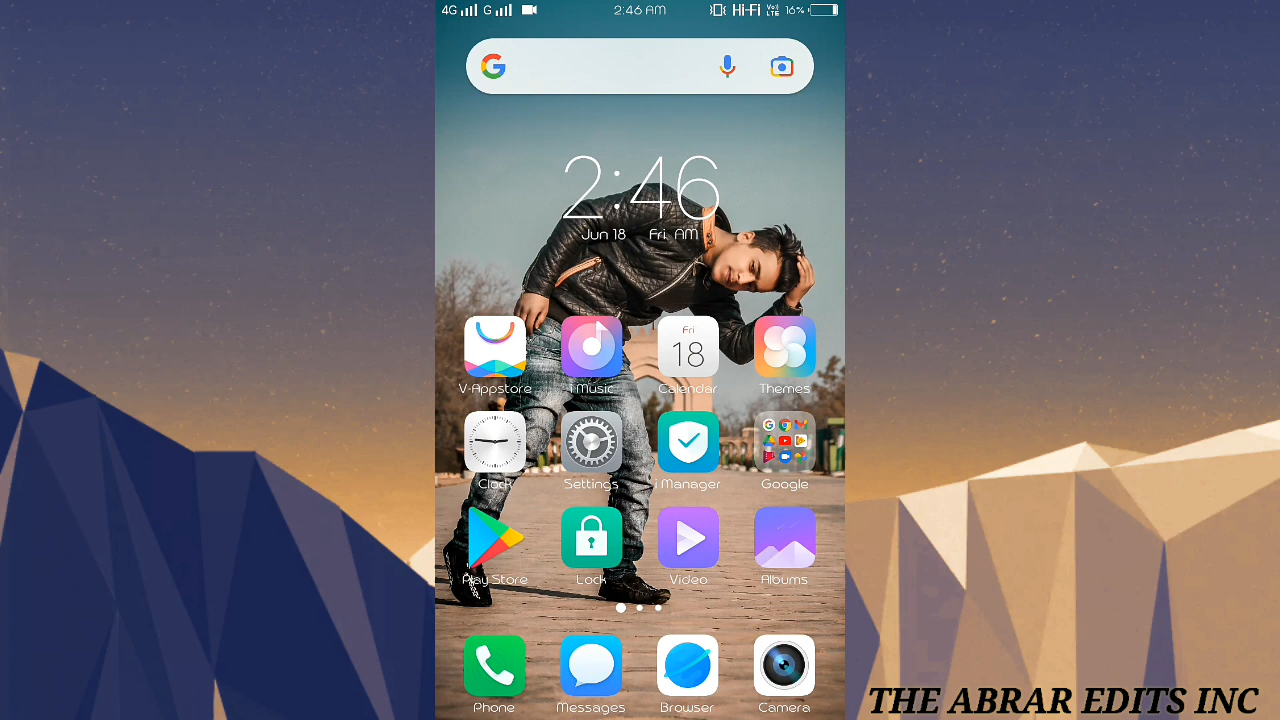 4G G 2:46 AM Hi-Fi VoLTE 16%
G
2:46
Jun 18 Fri. AM
Fri
18
V-Appstore i Music Calendar Themes
Clock Settings i Manager Google
Play Store Lock Video Albums
Phone Messages Browser Camera
THE ABRAR EDITS INC